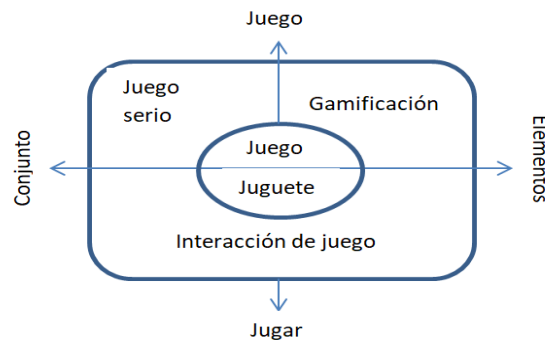 Juego
Juego
serio
Gamificación
Conjunto
Juego
Juguete
Elementos
Interacción de juego
Jugar